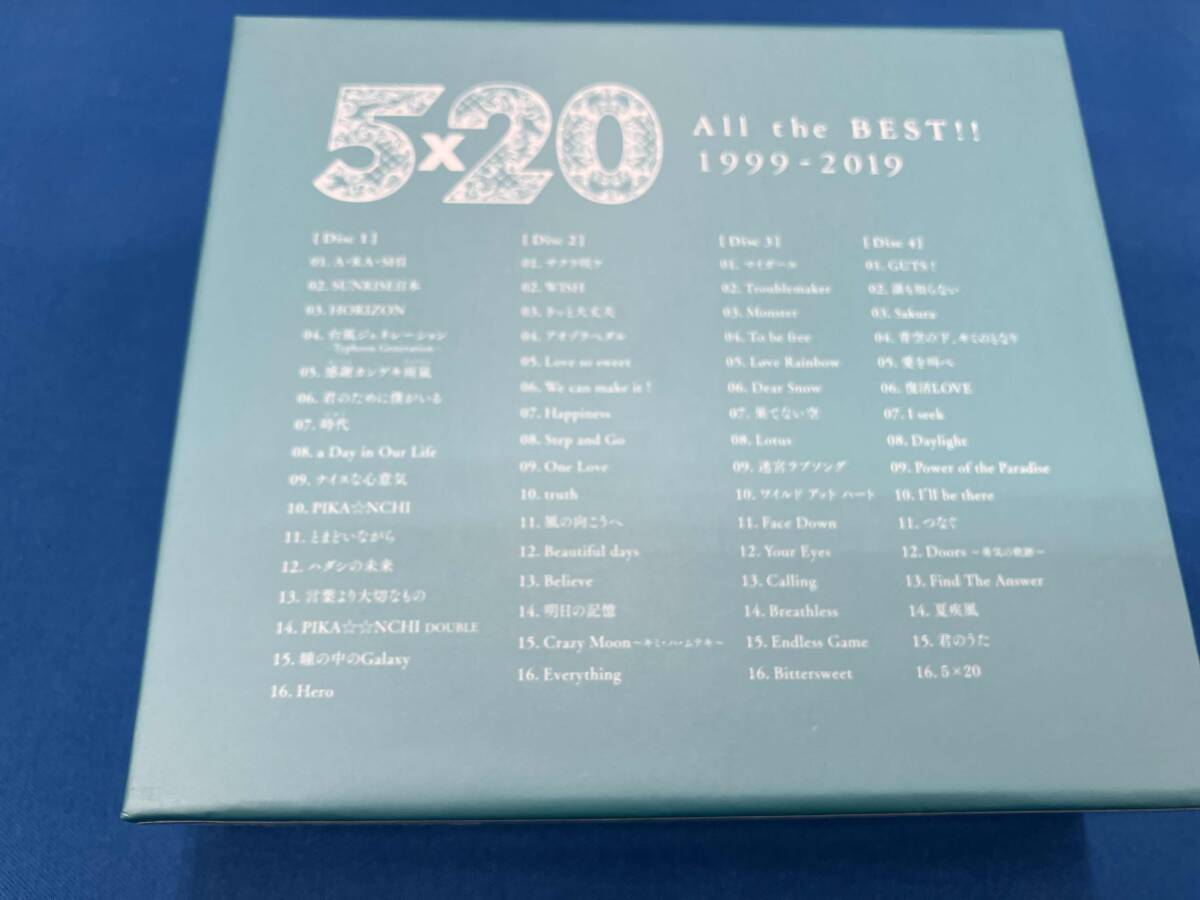 5×20
All the BEST!!
1999-2019
[Disc 1]
01. A・RA・SHI
02. SUNRISE日本
03. HORIZON
04. 台風ジェネレーション
Typhoon Generation
05. 感謝カンゲキ雨嵐
06. 君のために僕がいる
07. 時代
08. a Day in Our Life
09. ナイスな心意気
10. PIKA☆NCHI
11. とまどいながら
12. ハダシの未来
13. 言葉より大切なもの
14. PIKA☆☆NCHI DOUBLE
15. 瞳の中のGalaxy
16. Hero
[Disc 2]
01. サクラ咲ケ
02. WISH
03. きっと大丈夫
04. アオゾラペダル
05. Love so sweet
06. We can make it!
07. Happiness
08. Step and Go
09. One Love
10. truth
11. 風の向こうへ
12. Beautiful days
13. Believe
14. 明日の記憶
15. Crazy Moon～キミ・ハ・ムテキ～
16. Everything
[Disc 3]
01. マイガール
02. Troublemaker
03. Monster
04. To be free
05. Love Rainbow
06. Dear Snow
07. 果てない空
08. Lotus
09. 迷宮ラブソング
10. ワイルド アット ハート
11. Face Down
12. Your Eyes
13. Calling
14. Breathless
15. Endless Game
16. Bittersweet
[Disc 4]
01. GUTS!
02. 誰も知らない
03. Sakura
04. 青空の下、キミのとなり
05. 愛を叫べ
06. 復活LOVE
07. I seek
08. Daylight
09. Power of the Paradise
10. I'll be there
11. つなぐ
12. Doors ～勇気の軌跡～
13. Find The Answer
14. 夏疾風
15. 君のうた
16. 5×20